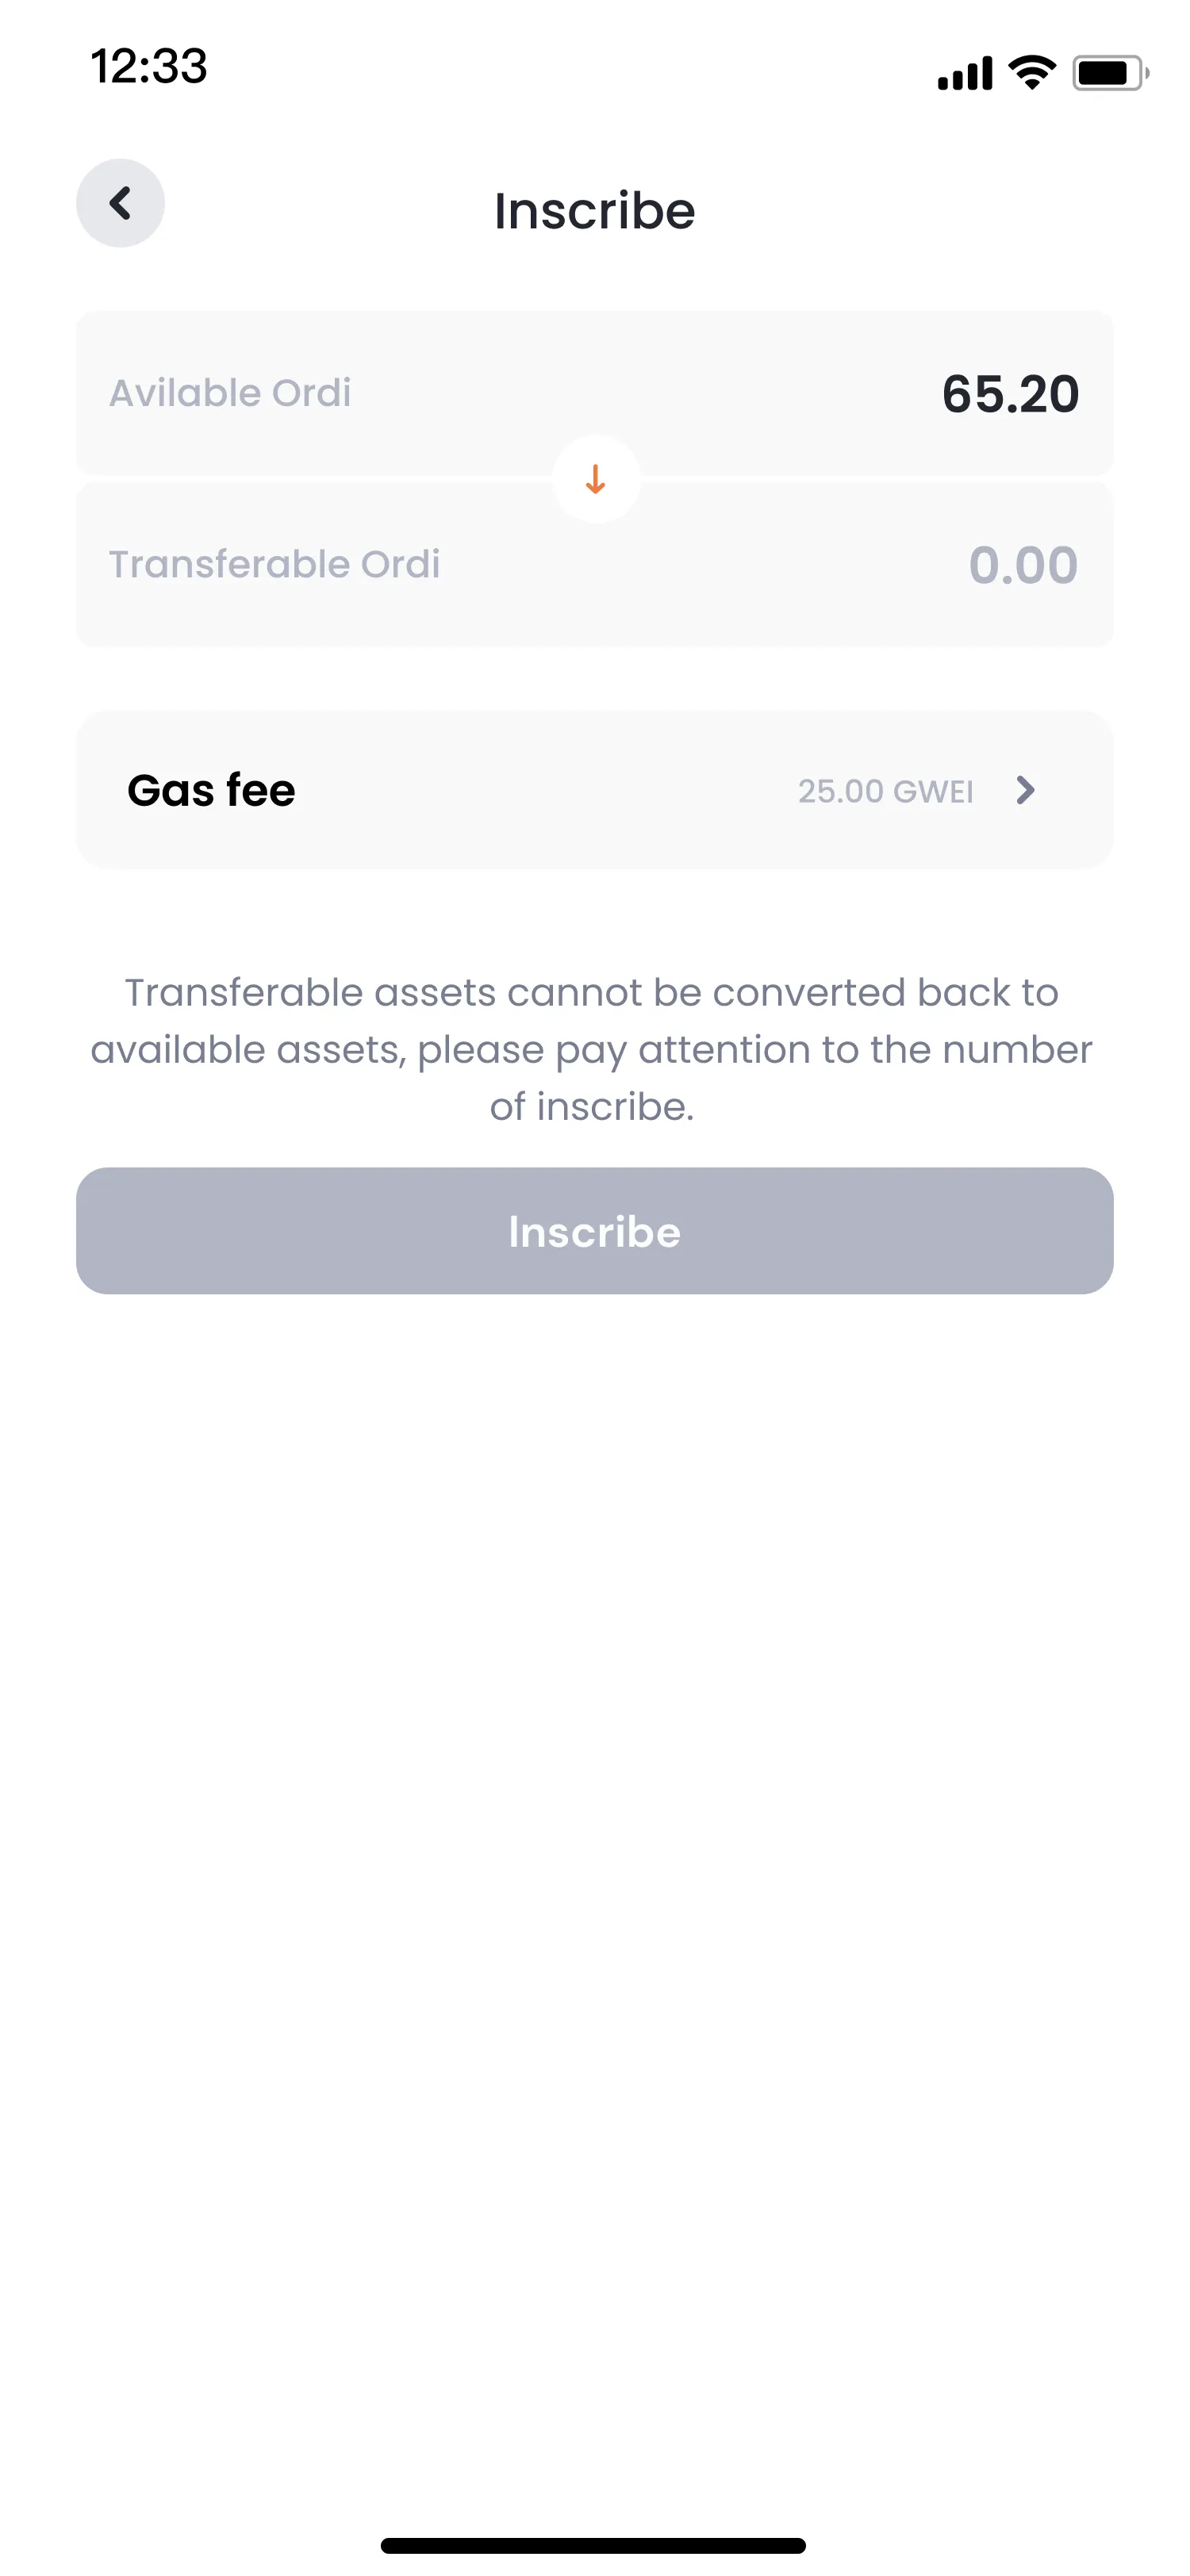 12:33
Inscribe
Avilable Ordi 65.20
Transferable Ordi 0.00
Gas fee 25.00 GWEI
Transferable assets cannot be converted back to
available assets, please pay attention to the number
of inscribe.
Inscribe